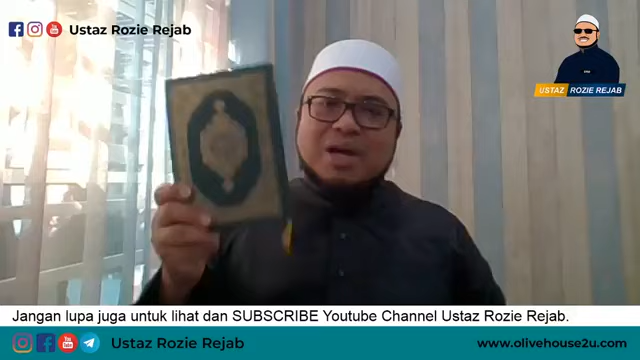 Ustaz Rozie Rejab
USTAZ ROZIE REJAB
Jangan lupa juga untuk lihat dan SUBSCRIBE Youtube Channel Ustaz Rozie Rejab.
Ustaz Rozie Rejab
www.olivehouse2u.com